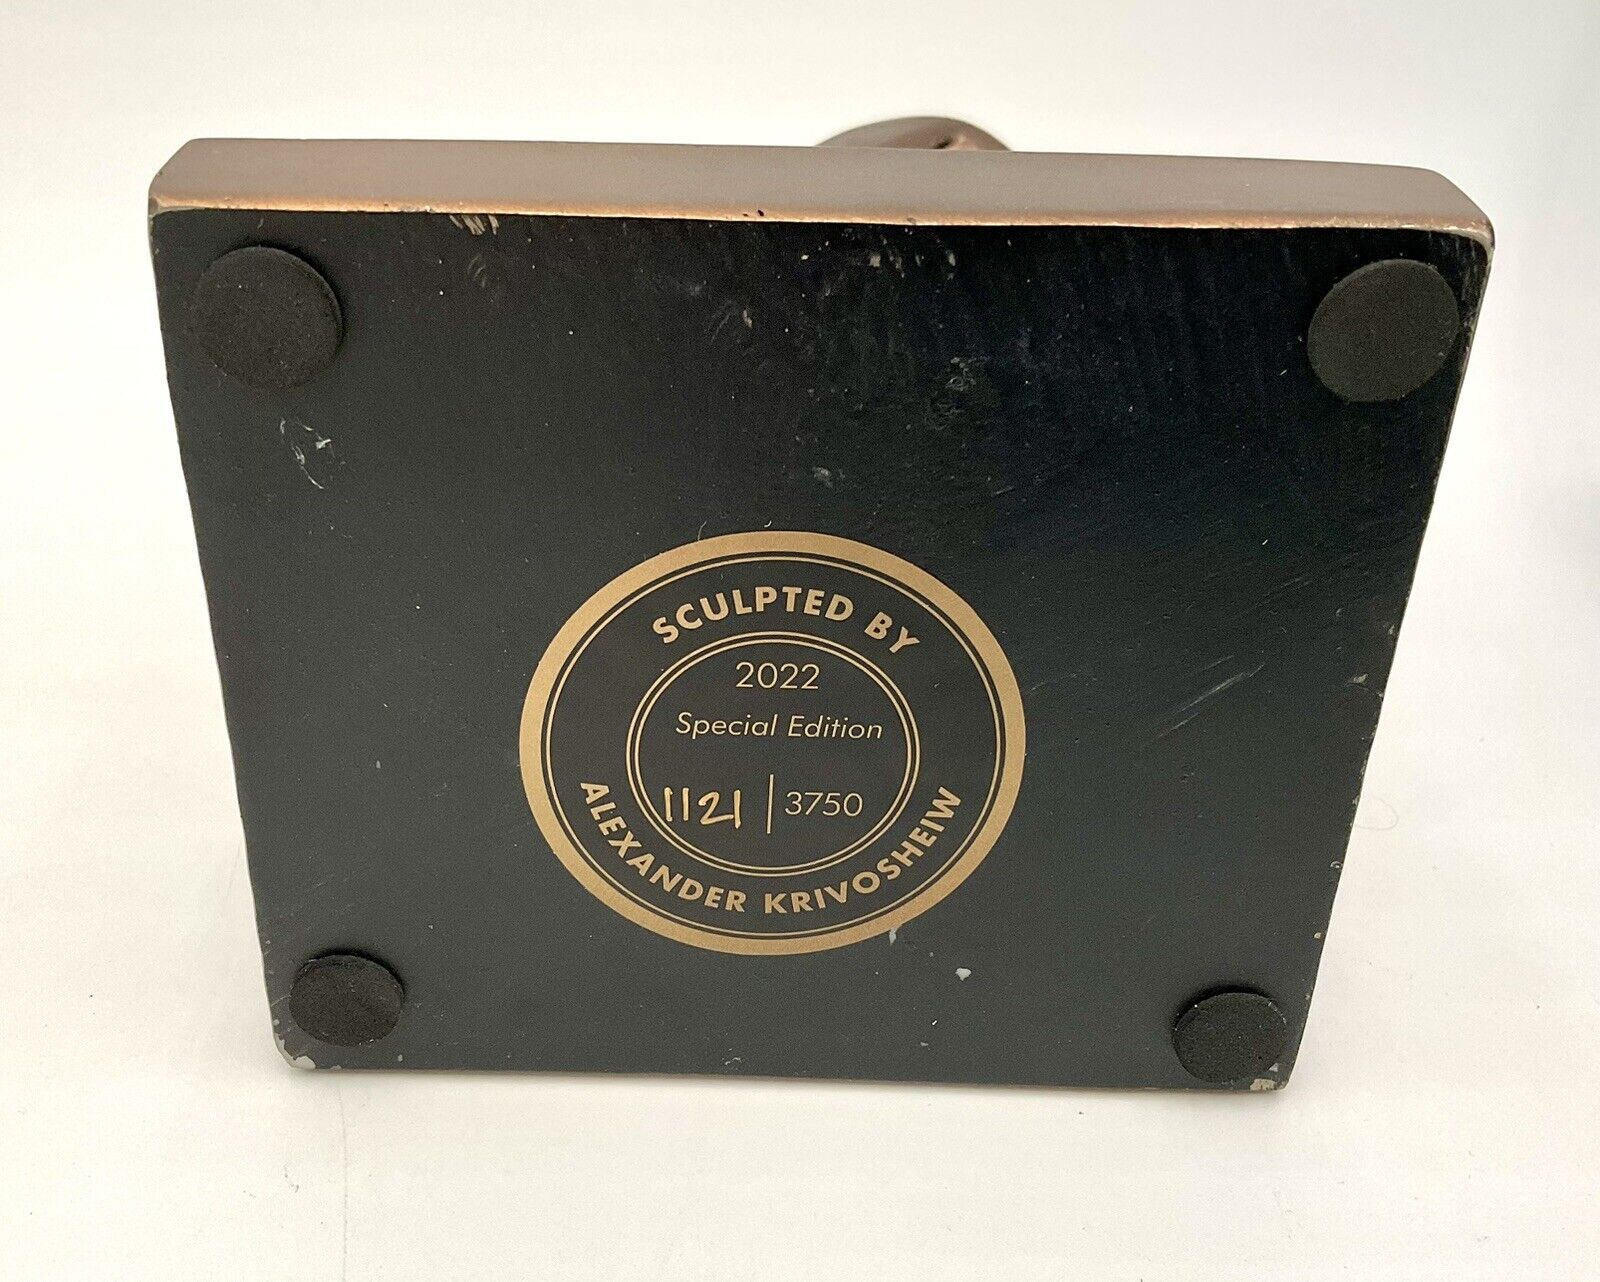 SCULPTED BY
2022
Special Edition
1121 | 3750
ALEXANDER KRIVOSHEIW